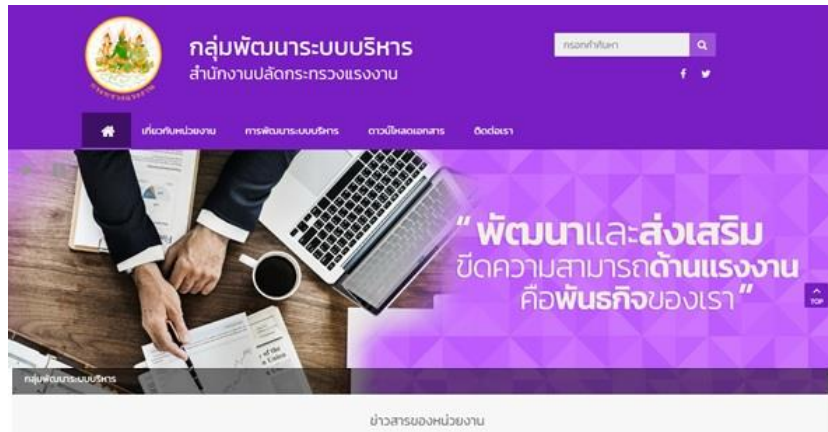 กลุ่มพัฒนาระบบบริหาร
สำนักงานปลัดกระทรวงแรงงาน
กรอกคำค้นหา
เกี่ยวกับหน่วยงาน การพัฒนาระบบบริหาร ดาวน์โหลดเอกสาร ติดต่อเรา
“ พัฒนาและส่งเสริม
ขีดความสามารถด้านแรงงาน
คือพันธกิจของเรา ”
TOP
กลุ่มพัฒนาระบบบริหาร
ข่าวสารของหน่วยงาน